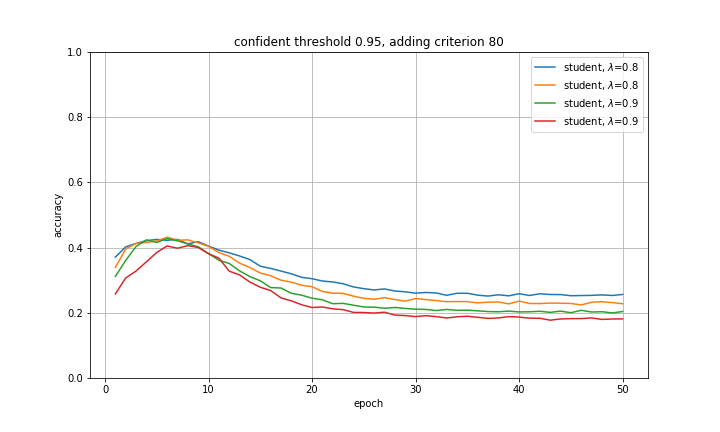 confident threshold 0.95, adding criterion 80
1.0
0.8
0.6
0.4
0.2
0.0
accuracy
student, λ=0.8
student, λ=0.8
student, λ=0.9
student, λ=0.9
0 10 20 30 40 50
epoch